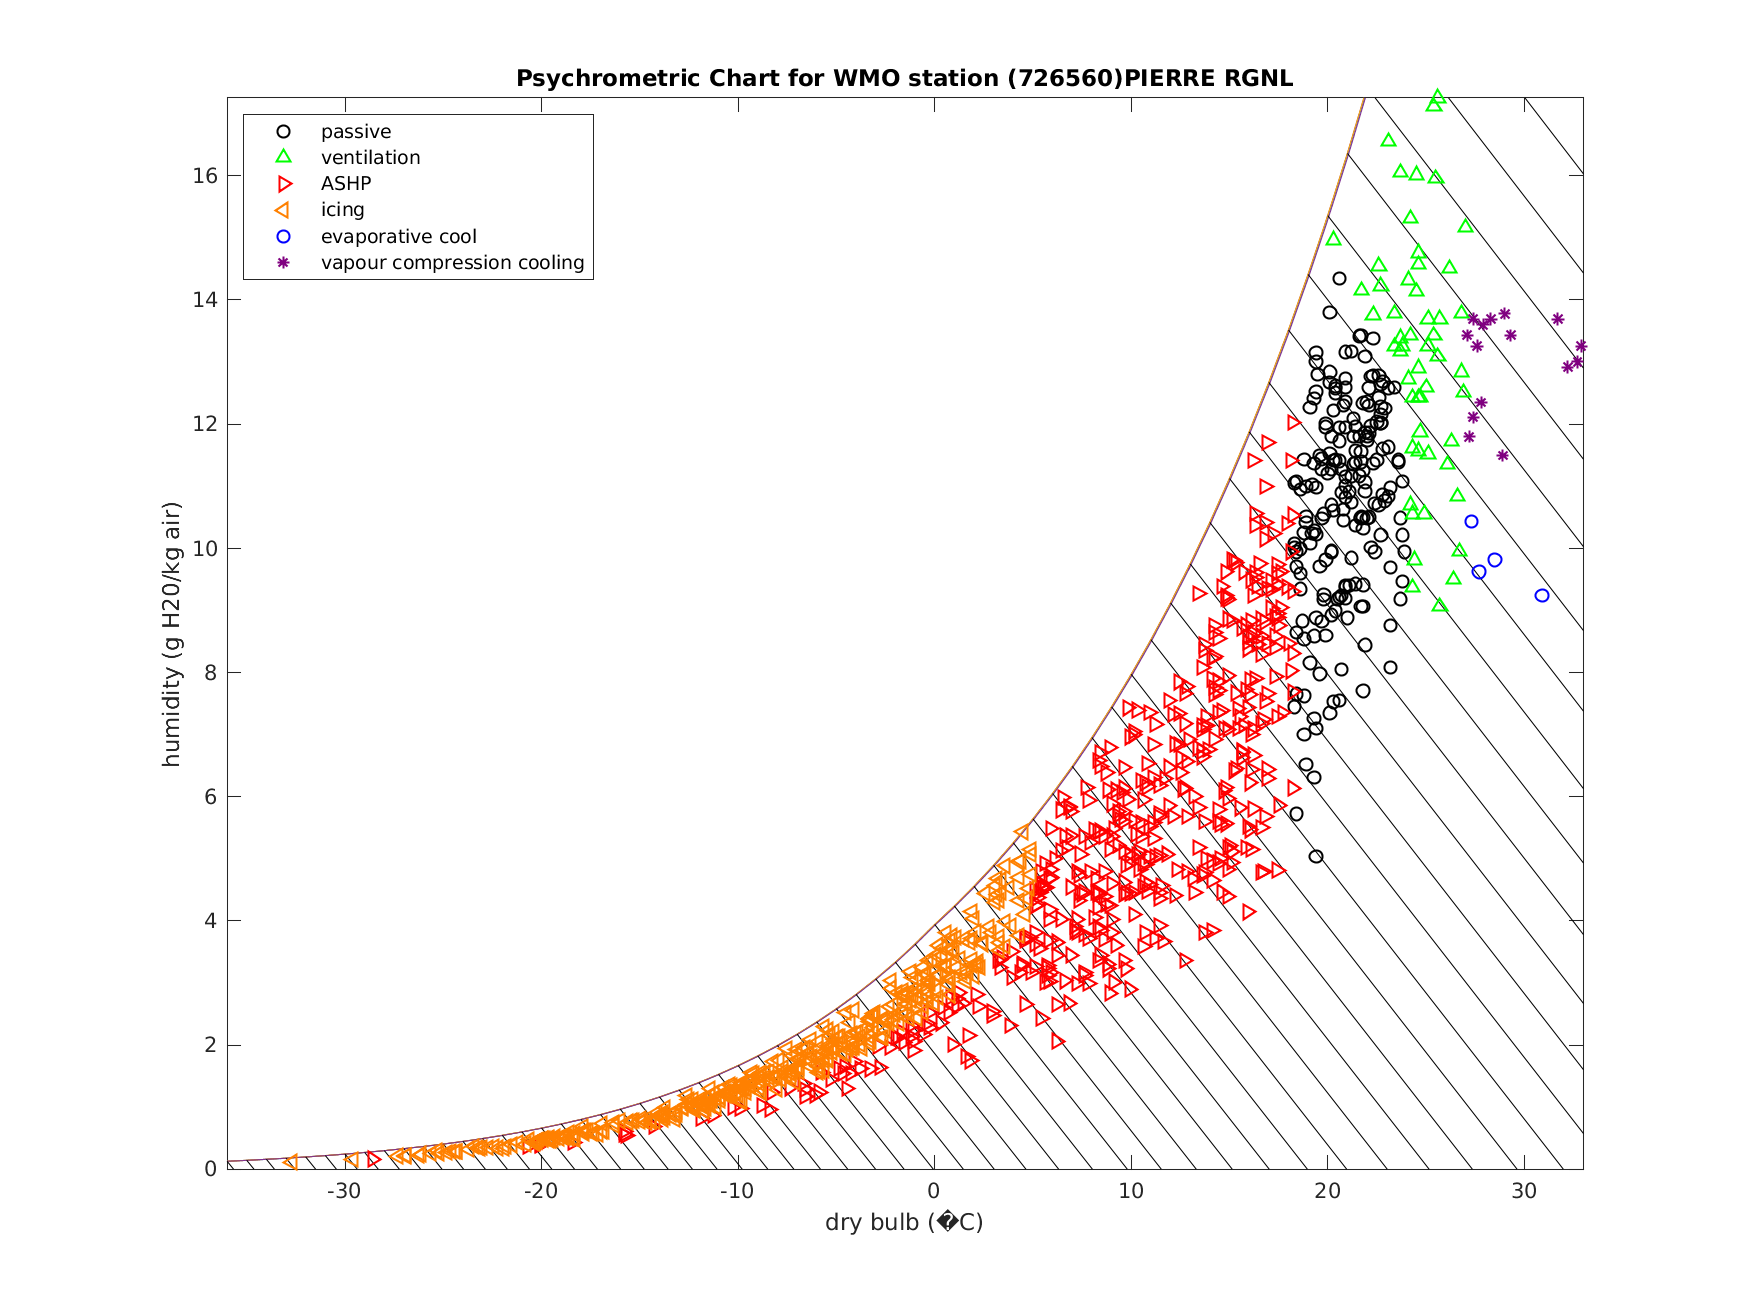 Psychrometric Chart for WMO station (726560)PIERRE RGNL
passive
ventilation
ASHP
icing
evaporative cool
vapour compression cooling
humidity (g H20/kg air)
16
14
12
10
8
6
4
2
0
-30 -20 -10 0 10 20 30
dry bulb (�C)